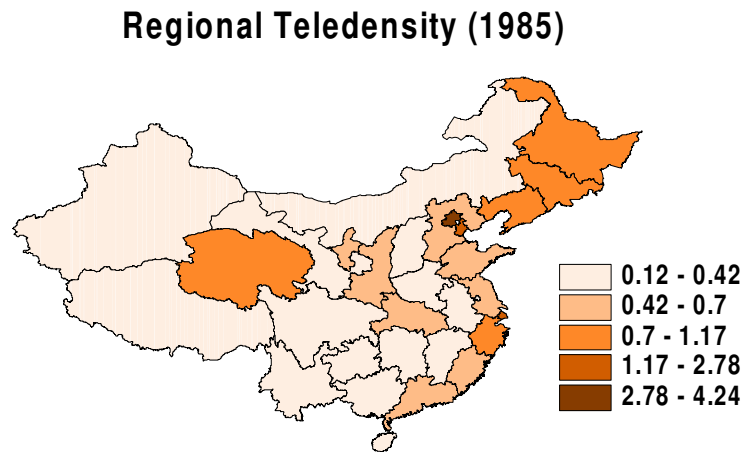 Regional Teledensity (1985)
0.12 - 0.42
0.42 - 0.7
0.7 - 1.17
1.17 - 2.78
2.78 - 4.24